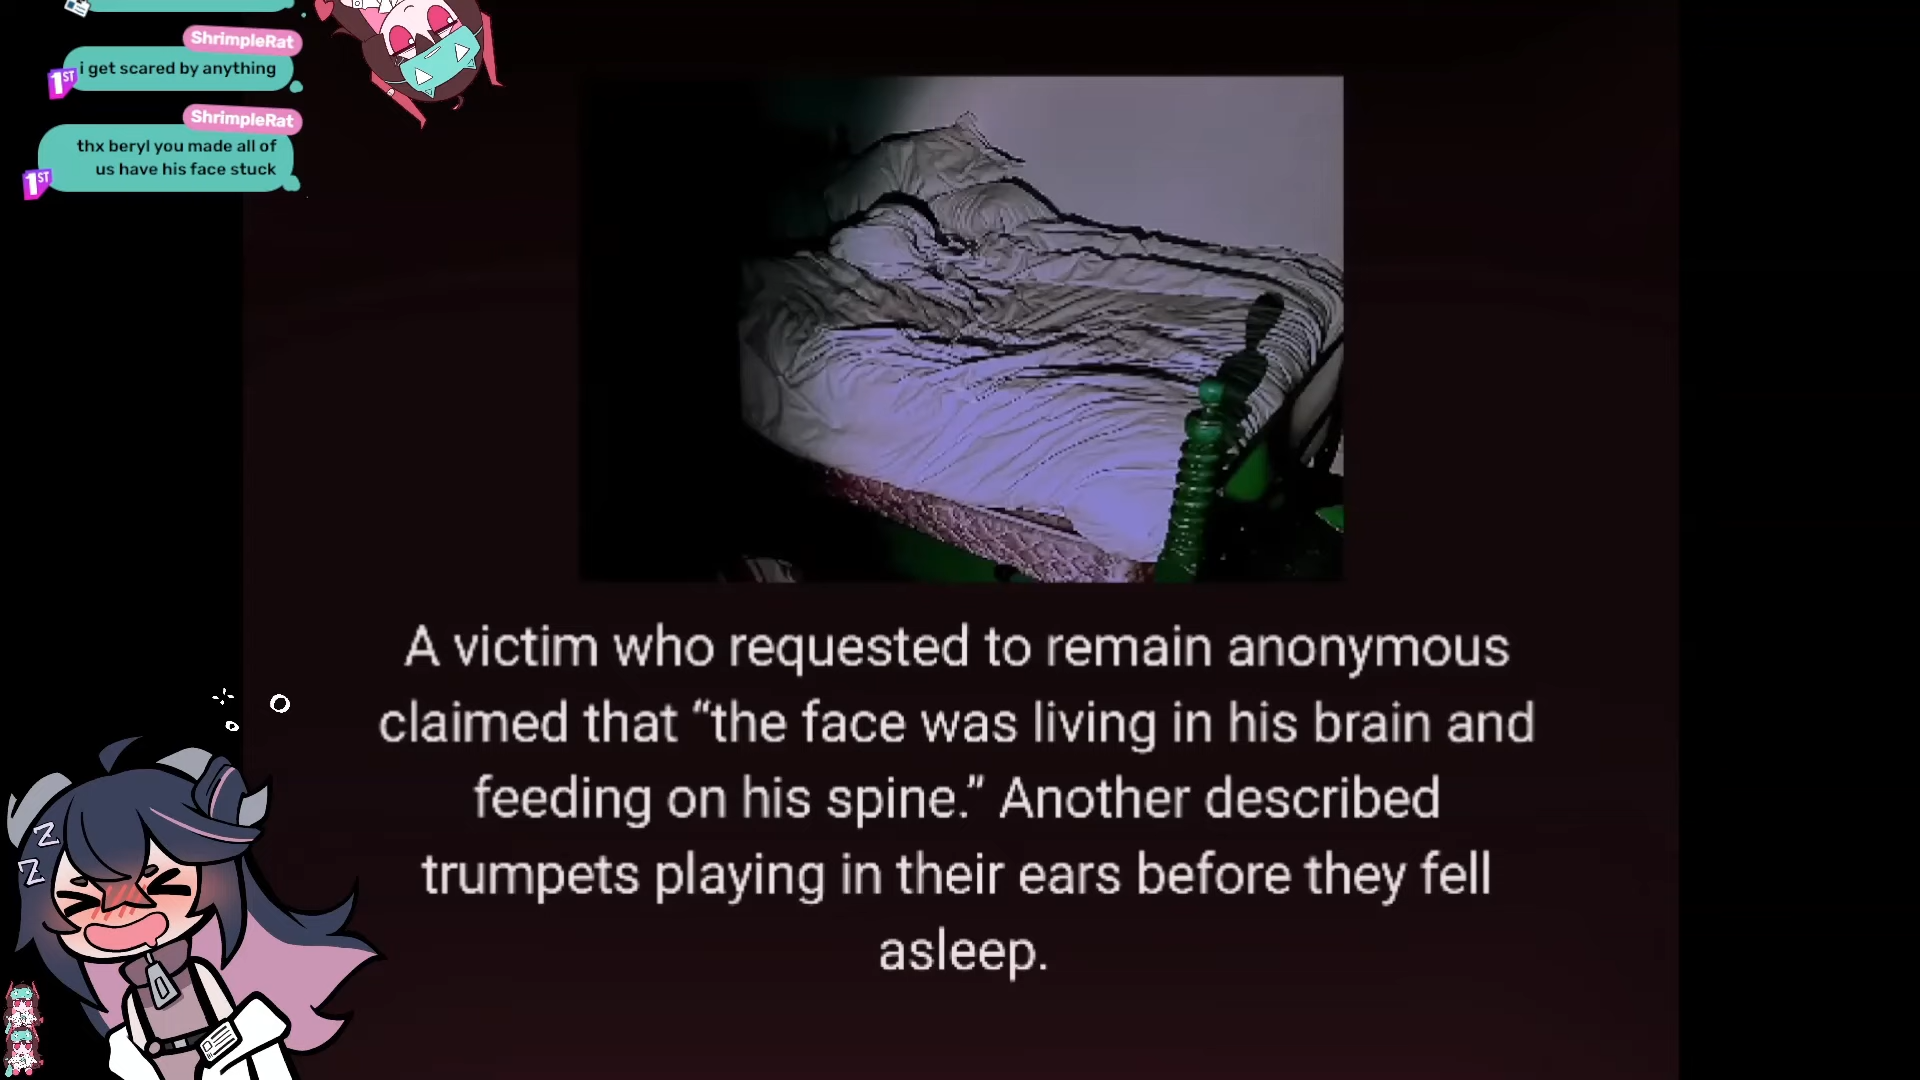 ShrimpleRat
1ST
i get scared by anything
ShrimpleRat
1ST
thx beryl you made all of
us have his face stuck
A victim who requested to remain anonymous
claimed that “the face was living in his brain and
feeding on his spine.” Another described
trumpets playing in their ears before they fell
asleep.
Z
Z